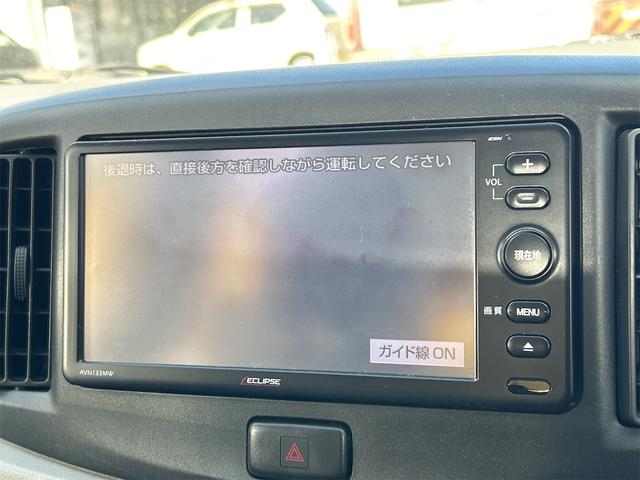 後退時は、直接後方を確認しながら運転してください
ESN
+
VOL
現在地
画質 MENU
ガイド線 ON
AVN133MW
ECLIPSE